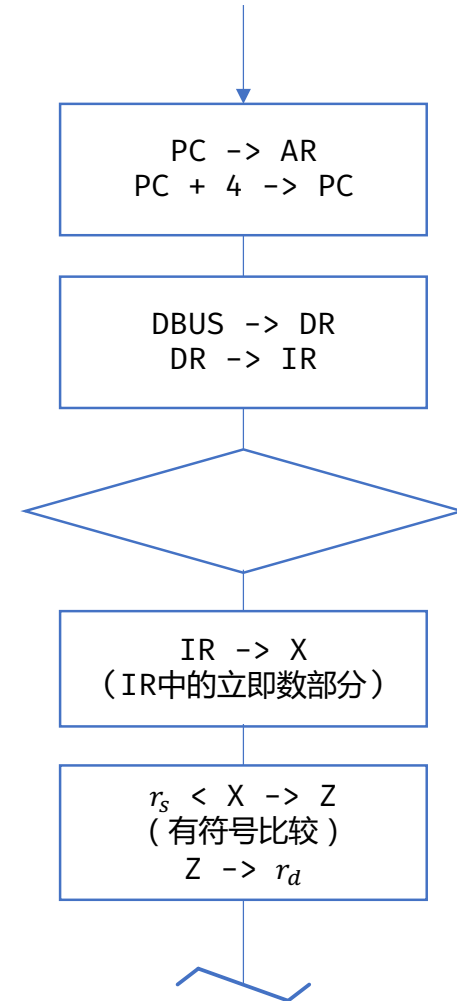 PC -> AR
PC + 4 -> PC
DBUS -> DR
DR -> IR
IR -> X
（IR中的立即数部分）
rs < X -> Z
（有符号比较）
Z -> rd